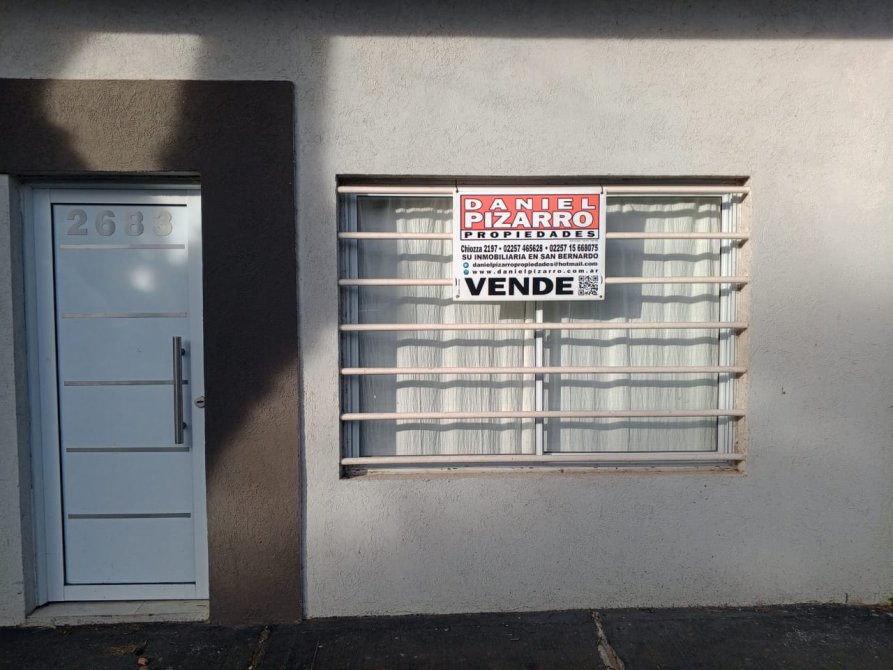 2683
DANIEL
PIZARRO
PROPIEDADES
Chiozza 2197 • 02257 465628 • 02257 15 668075
SU INMOBILIARIA EN SAN BERNARDO
danielpizarropropiedades@hotmail.com
www.danielpizarro.com.ar
VENDE